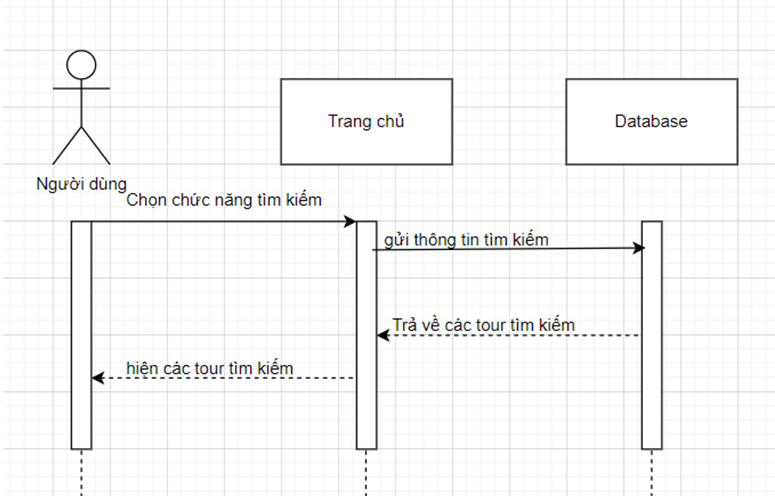 Trang chủ
Database
Người dùng
Chọn chức năng tìm kiếm
gửi thông tin tìm kiếm
Trả về các tour tìm kiếm
hiện các tour tìm kiếm